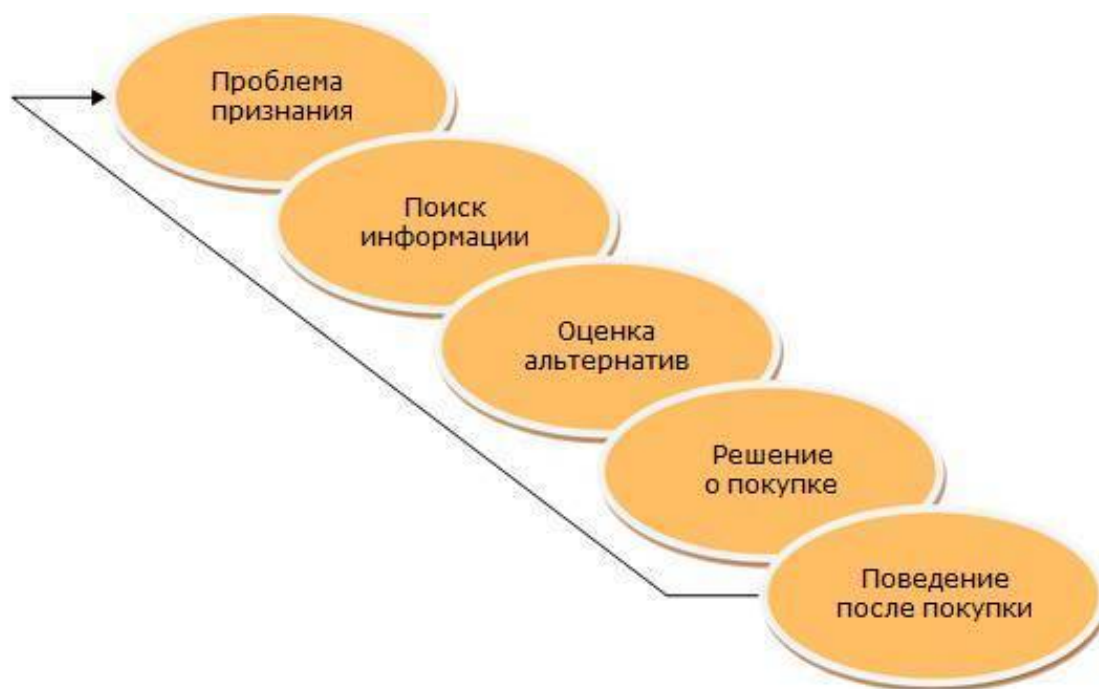 Проблема
признания
Поиск
информации
Оценка
альтернатив
Решение
о покупке
Поведение
после покупки